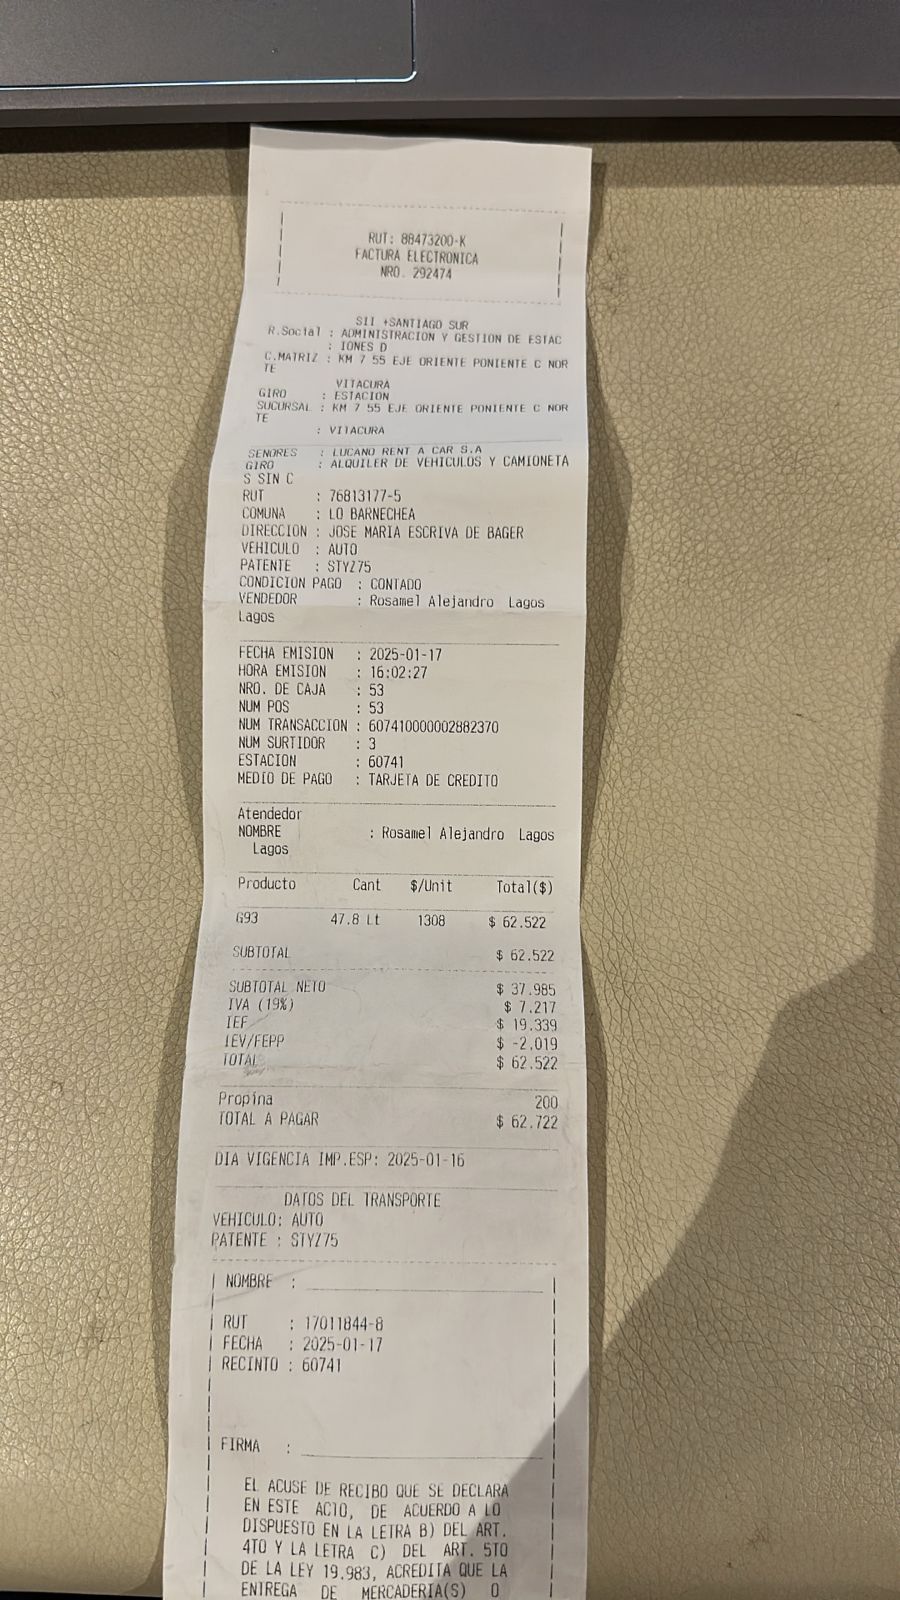 RUT: 88473200-K
FACTURA ELECTRONICA
NRO. 292474
SII +SANTIAGO SUR
R.Social : ADMINISTRACION Y GESTION DE ESTAC
: IONES D
C.MATRIZ : KM 7 55 EJE ORIENTE PONIENTE C NOR
TE
VITACURA
GIRO : ESTACION
SUCURSAL : KM 7 55 EJE ORIENTE PONIENTE C NOR
TE
: VITACURA
SENORES : LUCANO RENT A CAR S.A
GIRO : ALQUILER DE VEHICULOS Y CAMIONETA
S SIN C
RUT : 76813177-5
COMUNA : LO BARNECHEA
DIRECCION : JOSE MARIA ESCRIVA DE BAGER
VEHICULO : AUTO
PATENTE : STYZ75
CONDICION PAGO : CONTADO
VENDEDOR : Rosamel Alejandro Lagos
Lagos
FECHA EMISION : 2025-01-17
HORA EMISION : 16:02:27
NRO. DE CAJA : 53
NUM POS : 53
NUM TRANSACCION : 607410000002882370
NUM SURTIDOR : 3
ESTACION : 60741
MEDIO DE PAGO : TARJETA DE CREDITO
Atendedor
NOMBRE : Rosamel Alejandro Lagos
Lagos
Producto Cant $/Unit Total($)
G93 47.8 Lt 1308 $ 62.522
SUBTOTAL $ 62.522
SUBTOTAL NETO $ 37.985
IVA (19%) $ 7.217
IEF $ 19.339
IEV/FEPP $ -2.019
TOTAL $ 62.522
Propina 200
TOTAL A PAGAR $ 62.722
DIA VIGENCIA IMP.ESP: 2025-01-16
DATOS DEL TRANSPORTE
VEHICULO: AUTO
PATENTE : STYZ75
NOMBRE :
RUT : 17011844-8
FECHA : 2025-01-17
RECINTO : 60741
FIRMA :
EL ACUSE DE RECIBO QUE SE DECLARA
EN ESTE ACTO, DE ACUERDO A LO
DISPUESTO EN LA LETRA B) DEL ART.
4TO Y LA LETRA C) DEL ART. 5TO
DE LA LEY 19.983, ACREDITA QUE LA
ENTREGA DE MERCADERIA(S) O